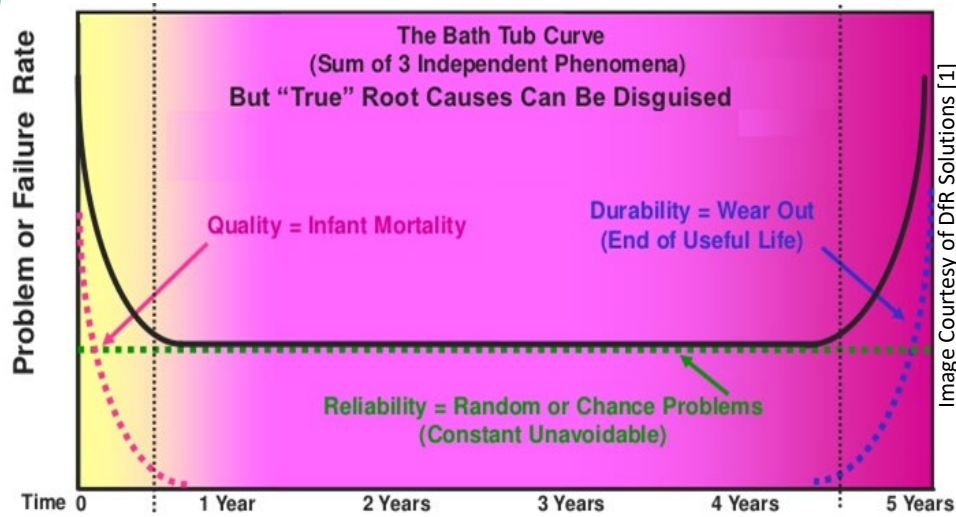 The Bath Tub Curve
(Sum of 3 Independent Phenomena)
But “True” Root Causes Can Be Disguised
Problem or Failure Rate
Quality = Infant Mortality
Durability = Wear Out
(End of Useful Life)
Reliability = Random or Chance Problems
(Constant Unavoidable)
Time 0 1 Year 2 Years 3 Years 4 Years 5 Years
Image Courtesy of DfR Solutions [1]